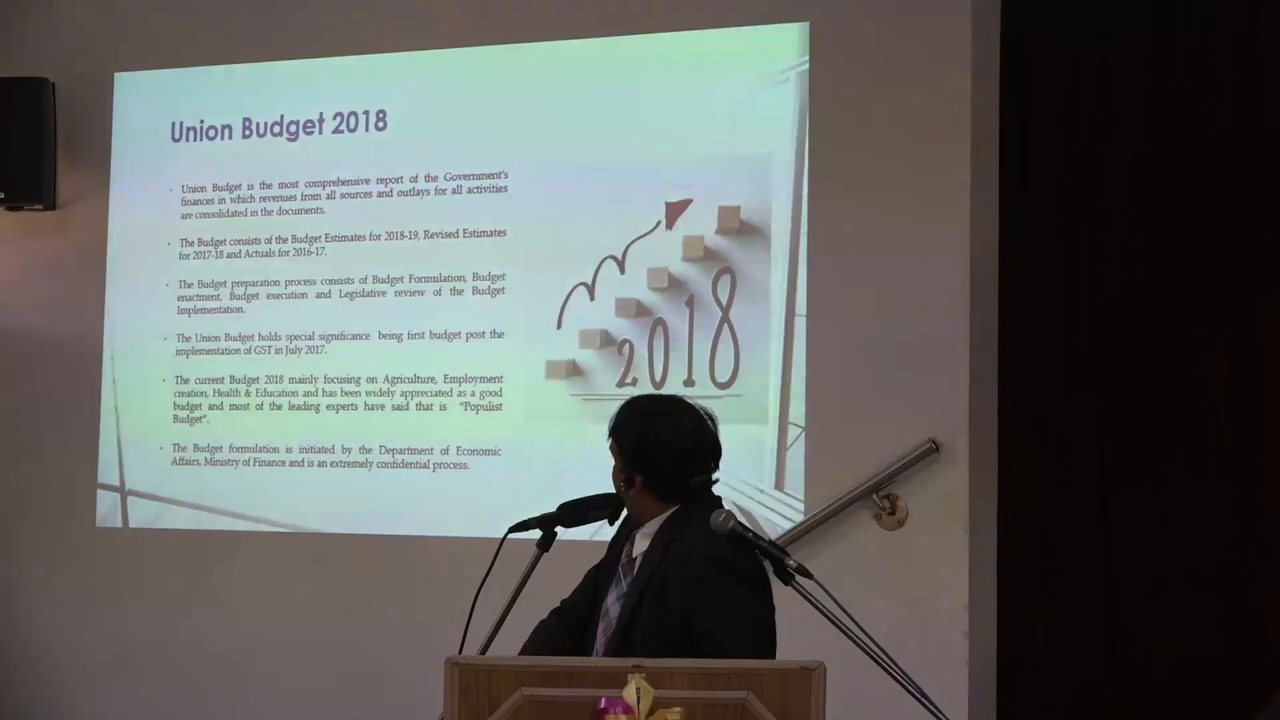 Union Budget 2018
Union Budget is the most comprehensive report of the Government's
finances in which revenues from all sources and outlays for all activities
are consolidated in the documents.
The Budget consists of the Budget Estimates for 2018-19, Revised Estimates
for 2017-18 and Actuals for 2016-17.
The Budget preparation process consists of Budget Formulation, Budget
enactment, Budget execution and Legislative review of the Budget
Implementation.
The Union Budget holds special significance being first budget post the
implementation of GST in July 2017.
The current Budget 2018 mainly focusing on Agriculture, Employment
creation, Health & Education and has been widely appreciated as a good
budget and most of the leading experts have said that is "Populist
Budget".
The Budget formulation is initiated by the Department of Economic
Affairs, Ministry of Finance and is an extremely confidential process.
2018